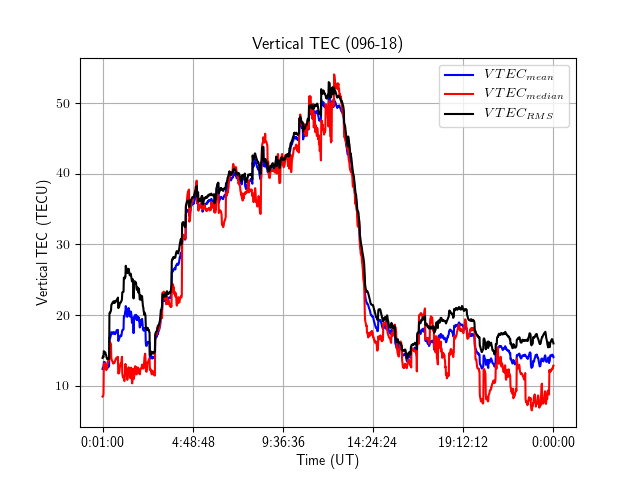 Vertical TEC (096-18)
VTEC_mean
VTEC_median
VTEC_RMS
Vertical TEC (TECU)
50
40
30
20
10
0:01:00 4:48:48 9:36:36 14:24:24 19:12:12 0:00:00
Time (UT)